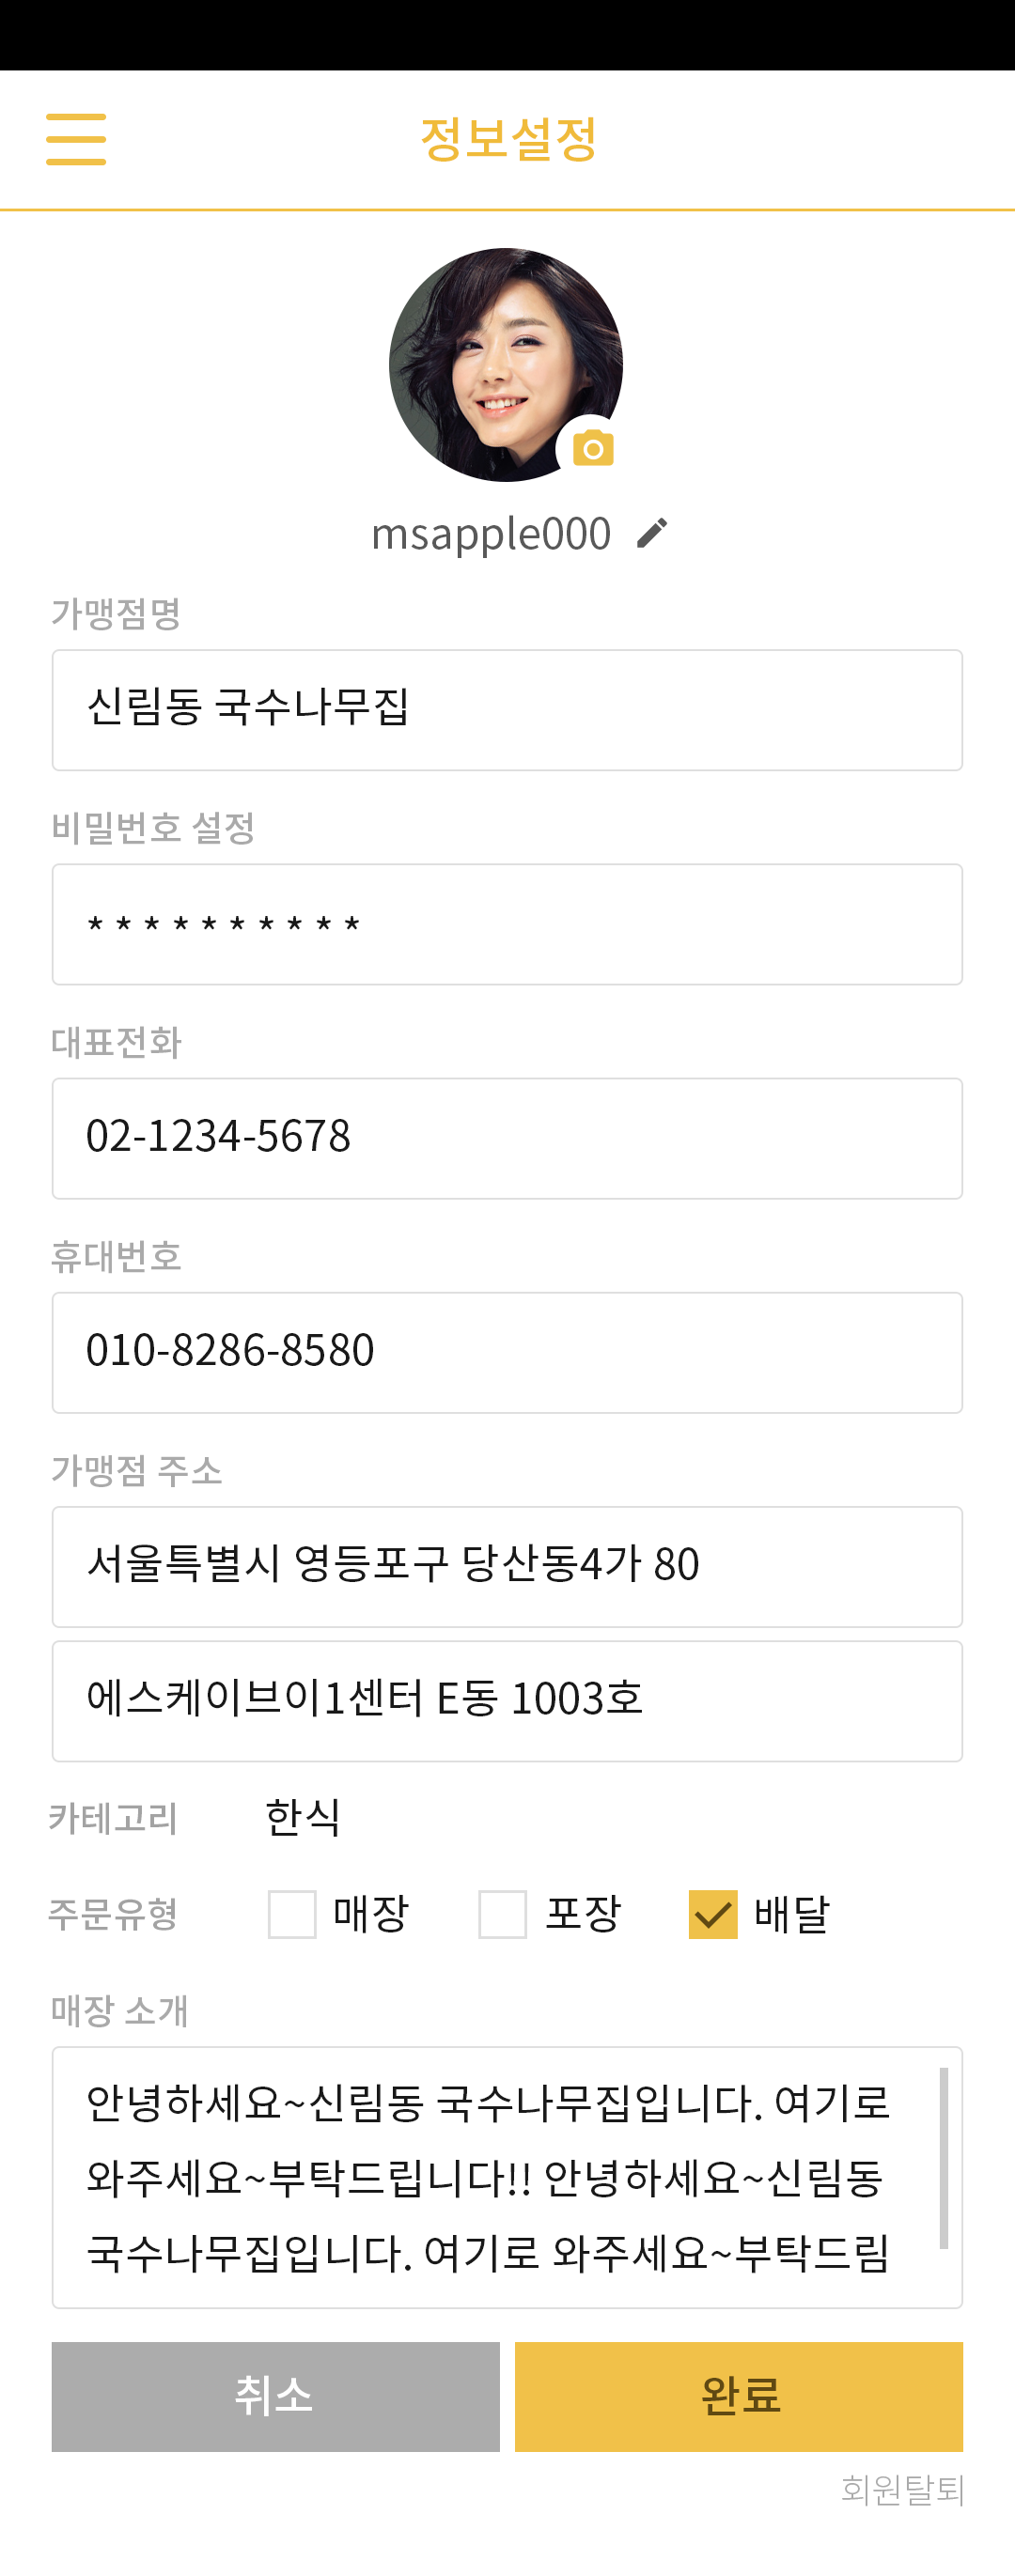 정보설정
msapple000
가맹점명
신림동 국수나무집
비밀번호 설정
* * * * * * * * * *
대표전화
02-1234-5678
휴대번호
010-8286-8580
가맹점 주소
서울특별시 영등포구 당산동4가 80
에스케이브이1센터 E동 1003호
카테고리 한식
주문유형 매장 포장 배달
매장 소개
안녕하세요~신림동 국수나무집입니다. 여기로
와주세요~부탁드립니다!! 안녕하세요~신림동
국수나무집입니다. 여기로 와주세요~부탁드림
취소 완료
회원탈퇴